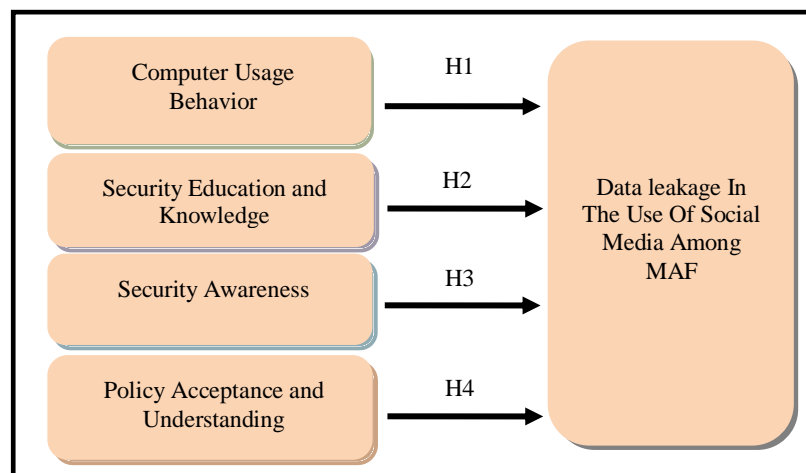 Computer Usage
Behavior
H1
Security Education and
Knowledge
H2
Security Awareness
H3
Policy Acceptance and
Understanding
H4
Data leakage In
The Use Of Social
Media Among
MAF